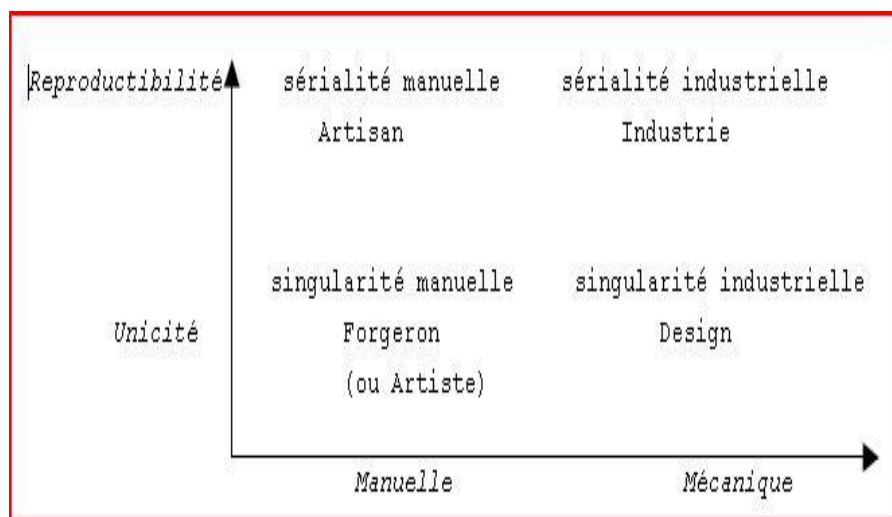 Reproductibilité sérialité manuelle sérialité industrielle
Artisan Industrie
singularité manuelle singularité industrielle
Unicité Forgeron Design
(ou Artiste)
Manuelle Mécanique